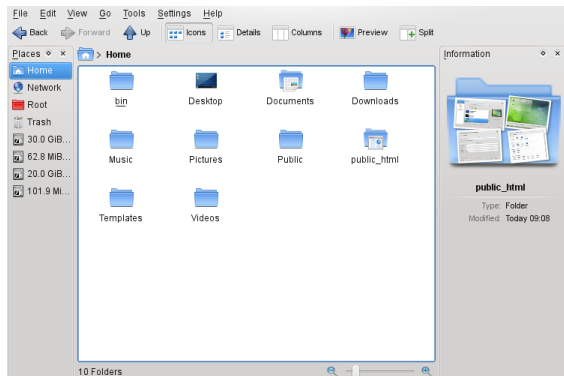 File Edit View Go Tools Settings Help
Back Forward Up Icons Details Columns Preview Split
Places
Home
Network
Root
Trash
30.0 GiB...
62.8 MiB...
20.0 GiB...
101.9 Mi...
> Home
bin Desktop Documents Downloads
Music Pictures Public public_html
Templates Videos
10 Folders
Information
public_html
Type: Folder
Modified: Today 09:08